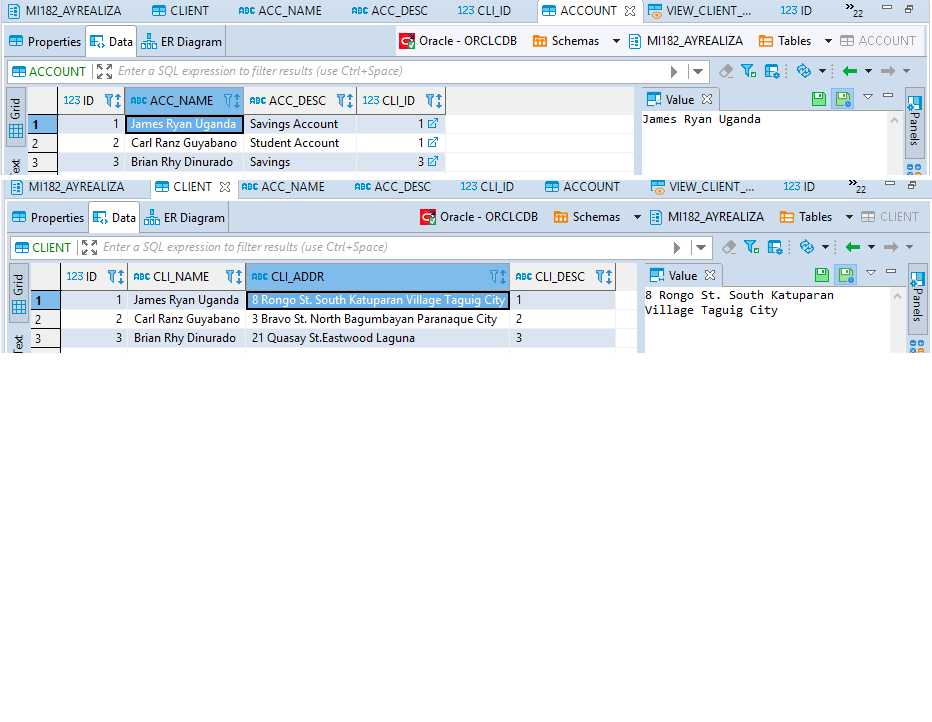 MI182_AYREALIZA CLIENT ABC ACC_NAME ABC ACC_DESC 123 CLI_ID ACCOUNT VIEW_CLIENT_... 123 ID »22
Properties Data ER Diagram Oracle - ORCLCDB Schemas MI182_AYREALIZA Tables ACCOUNT
ACCOUNT Enter a SQL expression to filter results (use Ctrl+Space)
Grid 123 ID ABC ACC_NAME ABC ACC_DESC 123 CLI_ID Value Panels
1 1 James Ryan Uganda Savings Account 1 James Ryan Uganda
2 2 Carl Ranz Guyabano Student Account 1
Text 3 3 Brian Rhy Dinurado Savings 3
MI182_AYREALIZA CLIENT ABC ACC_NAME ABC ACC_DESC 123 CLI_ID ACCOUNT VIEW_CLIENT_... 123 ID »22
Properties Data ER Diagram Oracle - ORCLCDB Schemas MI182_AYREALIZA Tables CLIENT
CLIENT Enter a SQL expression to filter results (use Ctrl+Space)
Grid 123 ID ABC CLI_NAME ABC CLI_ADDR ABC CLI_DESC Value Panels
1 1 James Ryan Uganda 8 Rongo St. South Katuparan Village Taguig City 1 8 Rongo St. South Katuparan
2 2 Carl Ranz Guyabano 3 Bravo St. North Bagumbayan Paranaque City 2 Village Taguig City
Text 3 3 Brian Rhy Dinurado 21 Quasay St.Eastwood Laguna 3